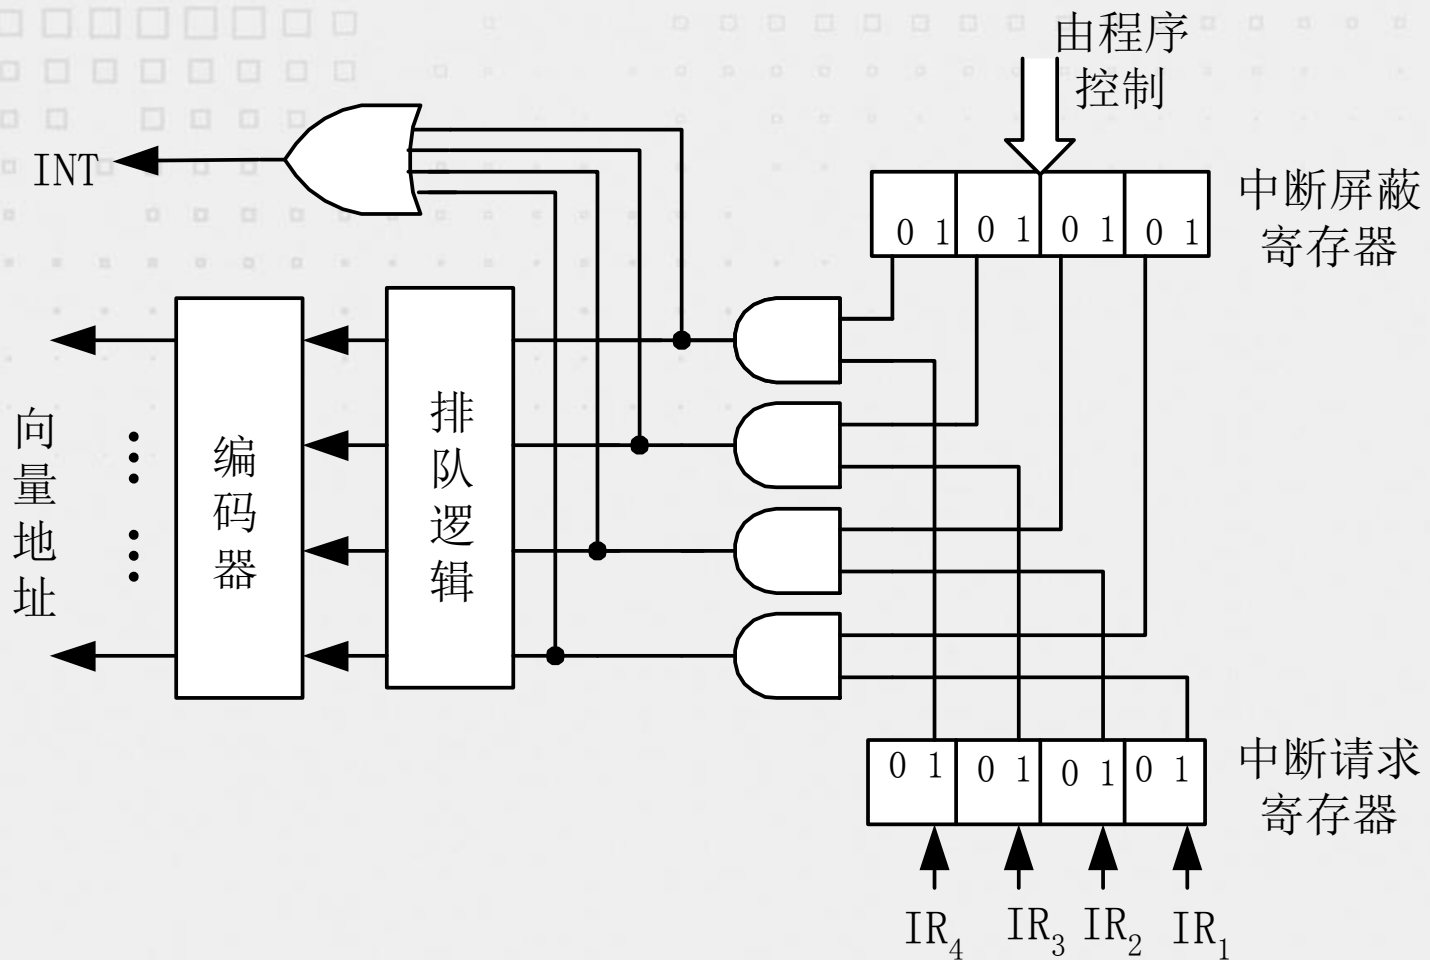 由程序
控制
INT
中断屏蔽
寄存器
0 1 0 1 0 1 0 1
向量地址
编码器
排队逻辑
中断请求
寄存器
0 1 0 1 0 1 0 1
IR4 IR3 IR2 IR1